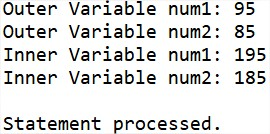 Outer Variable num1: 95
Outer Variable num2: 85
Inner Variable num1: 195
Inner Variable num2: 185
Statement processed.